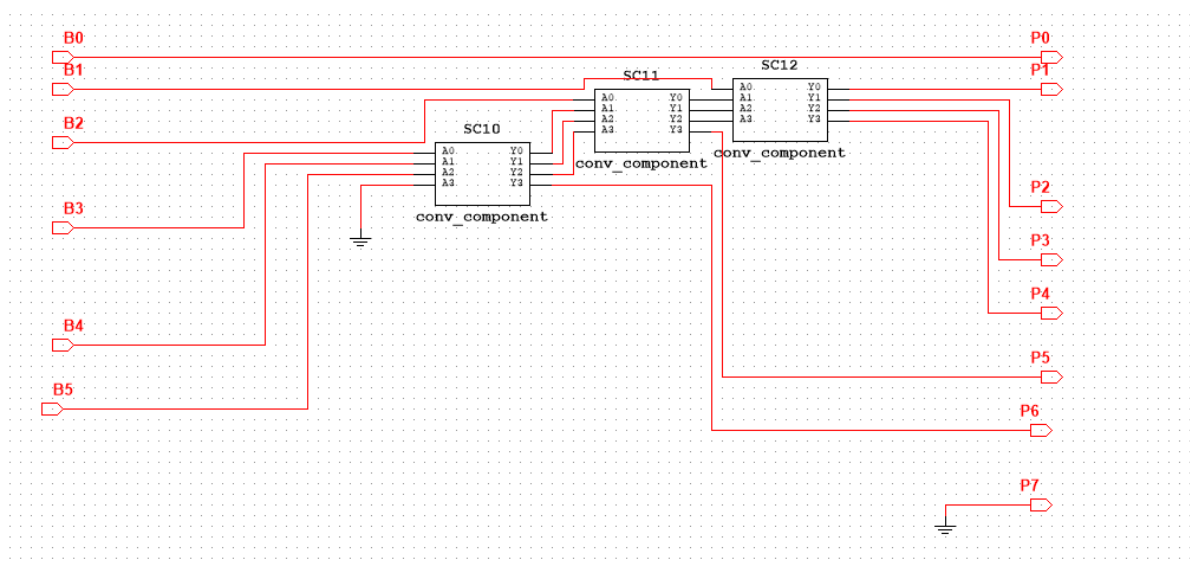 B0
P0
B1
P1
SC11
SC12
A0 Y0
A1 Y1
A2 Y2
A3 Y3
conv_component
A0 Y0
A1 Y1
A2 Y2
A3 Y3
conv_component
B2
SC10
A0 Y0
A1 Y1
A2 Y2
A3 Y3
conv_component
B3
P2
P3
P4
B4
P5
B5
P6
P7